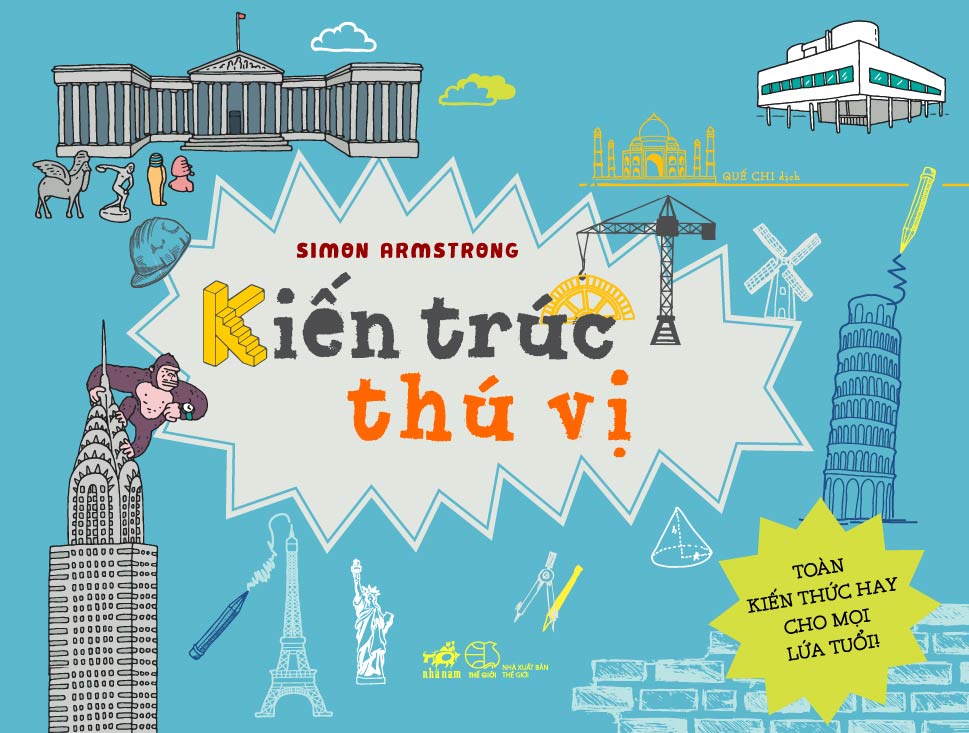 QUẾ CHI dịch
SIMON ARMSTRONG
Kiến trúc
thú vị
TOÀN
KIẾN THỨC HAY
CHO MỌI
LỨA TUỔI!
nhã nam
THẾ GIỚI
NHÀ XUẤT BẢN
THẾ GIỚI
h